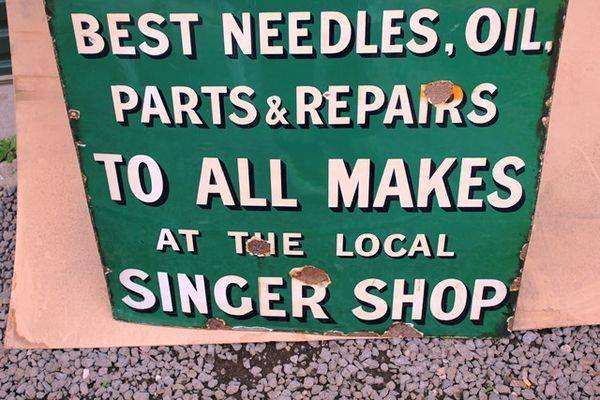 BEST NEEDLES, OIL,
PARTS & REPAIRS
TO ALL MAKES
AT THE LOCAL
SINGER SHOP